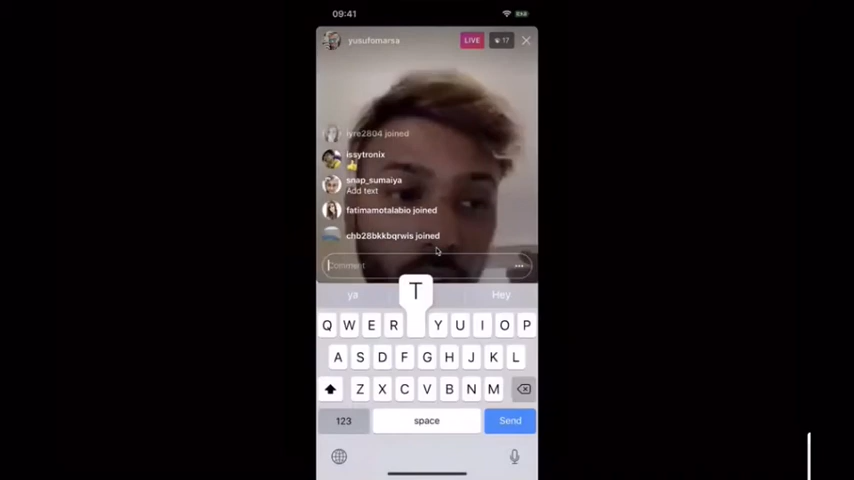 09:41
yusufomarsa
LIVE
17
iyre2804 joined
issytronix
snap_sumaiya
Add text
fatimamotalabio joined
chb28bkkbqrwis joined
Comment
ya
Hey
T
Q W E R Y U I O P
A S D F G H J K L
Z X C V B N M
123
space
Send